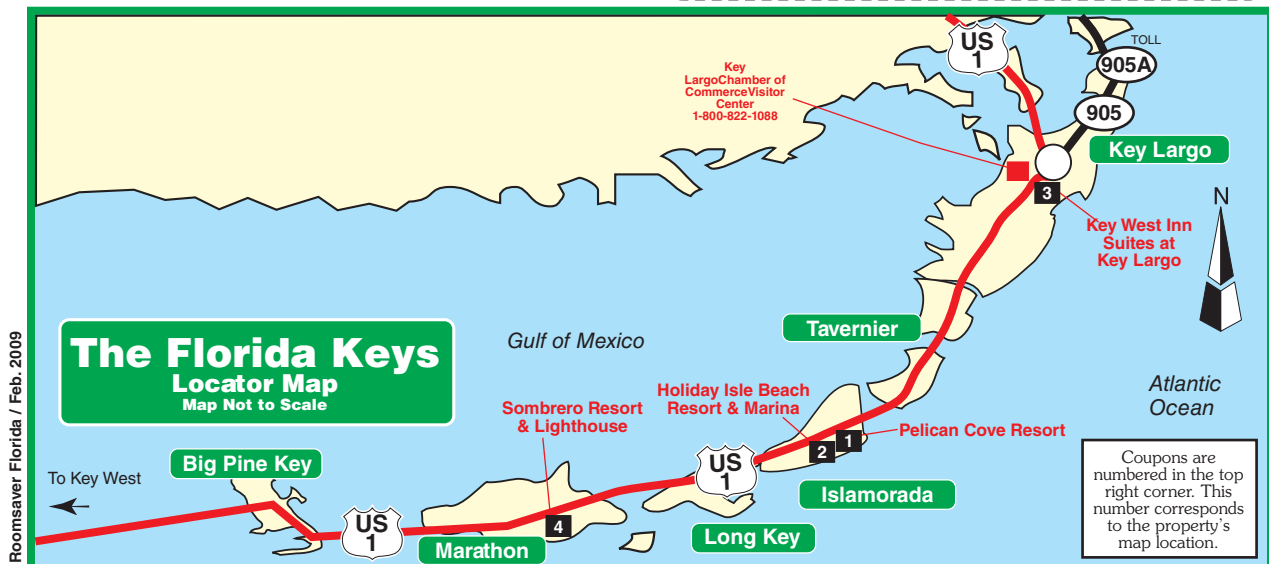 US
1
TOLL
905A
905
Key
LargoChamber of
CommerceVisitor
Center
1-800-822-1088
Key Largo
3
N
Key West Inn
Suites at
Key Largo
Tavernier
Gulf of Mexico
The Florida Keys
Locator Map
Map Not to Scale
Atlantic
Ocean
Holiday Isle Beach
Resort & Marina
Sombrero Resort
& Lighthouse
1
2
Pelican Cove Resort
US
1
Islamorada
Big Pine Key
To Key West
US
1
4
Marathon
Long Key
Coupons are
numbered in the top
right corner. This
number corresponds
to the property's
map location.
Roomsaver Florida / Feb. 2009